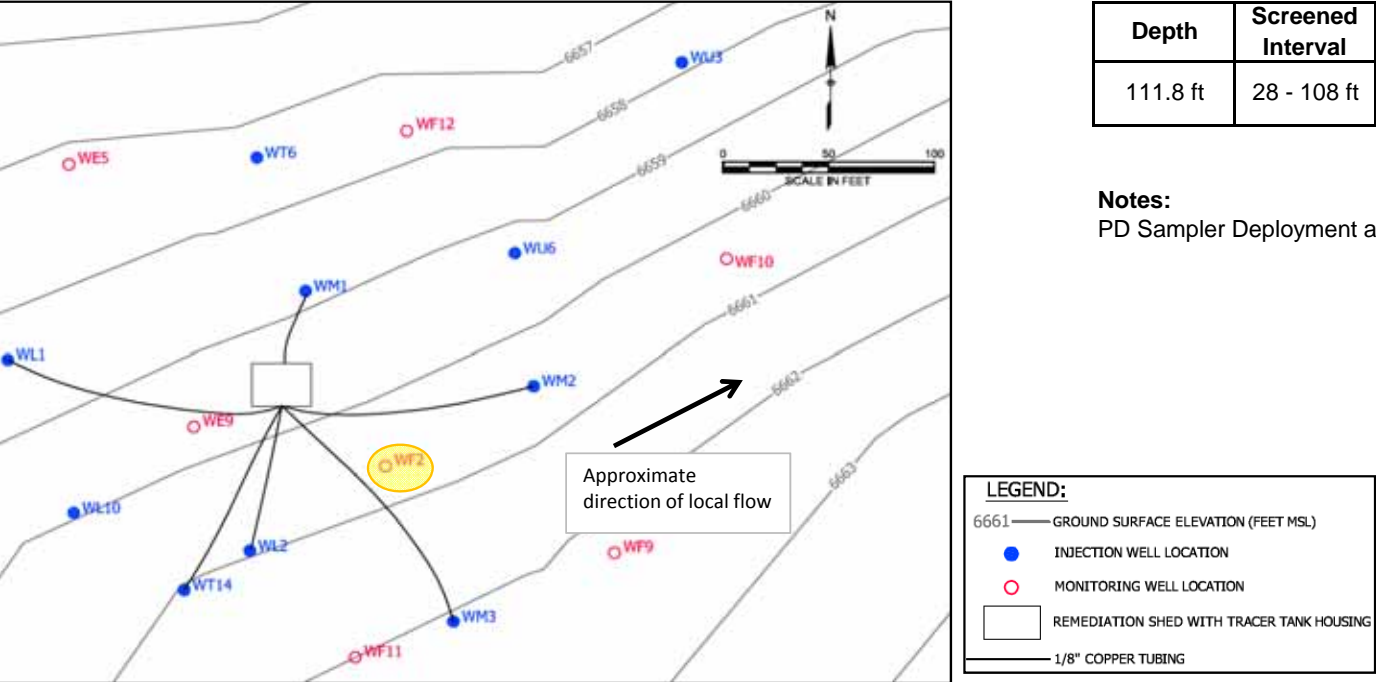 N
6657
WU3
6658
WF12
WE5
WT6
6659
0 50 100
SCALE IN FEET
6660
WU6
WF10
WM1
6661
WL1
WM2
6662
WE9
WF2
Approximate
direction of local flow
6663
WL10
WL2
WF9
WT14
WM3
WF11
Depth
Screened
Interval
111.8 ft
28 - 108 ft
Notes:
PD Sampler Deployment a
LEGEND:
6661 GROUND SURFACE ELEVATION (FEET MSL)
INJECTION WELL LOCATION
MONITORING WELL LOCATION
REMEDIATION SHED WITH TRACER TANK HOUSING
1/8" COPPER TUBING